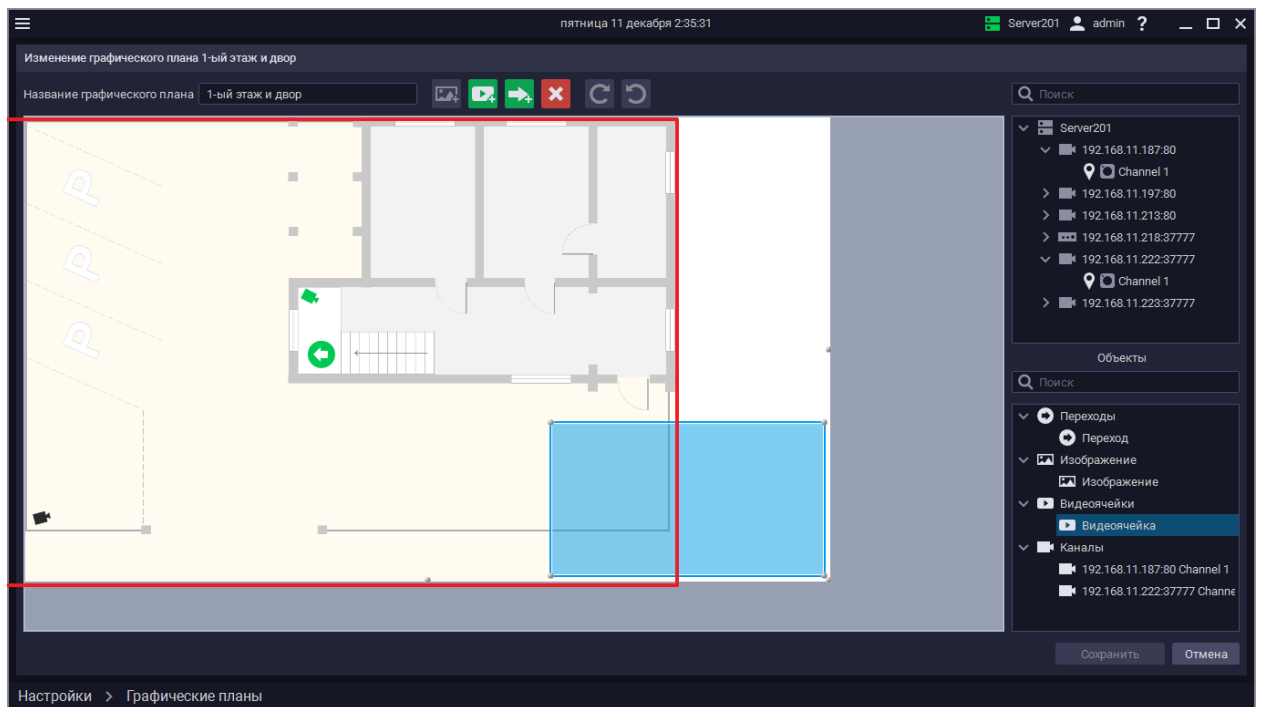 пятница 11 декабря 2:35:31
Server201 admin ?
Изменение графического плана 1-ый этаж и двор
Название графического плана 1-ый этаж и двор
Поиск
Server201
192.168.11.187:80
Channel 1
192.168.11.197:80
192.168.11.213:80
192.168.11.218:37777
192.168.11.222:37777
Channel 1
192.168.11.223:37777
P
P
P
Объекты
Поиск
Переходы
Переход
Изображение
Изображение
Видеоячейки
Видеоячейка
Каналы
192.168.11.187:80 Channel 1
192.168.11.222:37777 Channe
Сохранить Отмена
Настройки > Графические планы